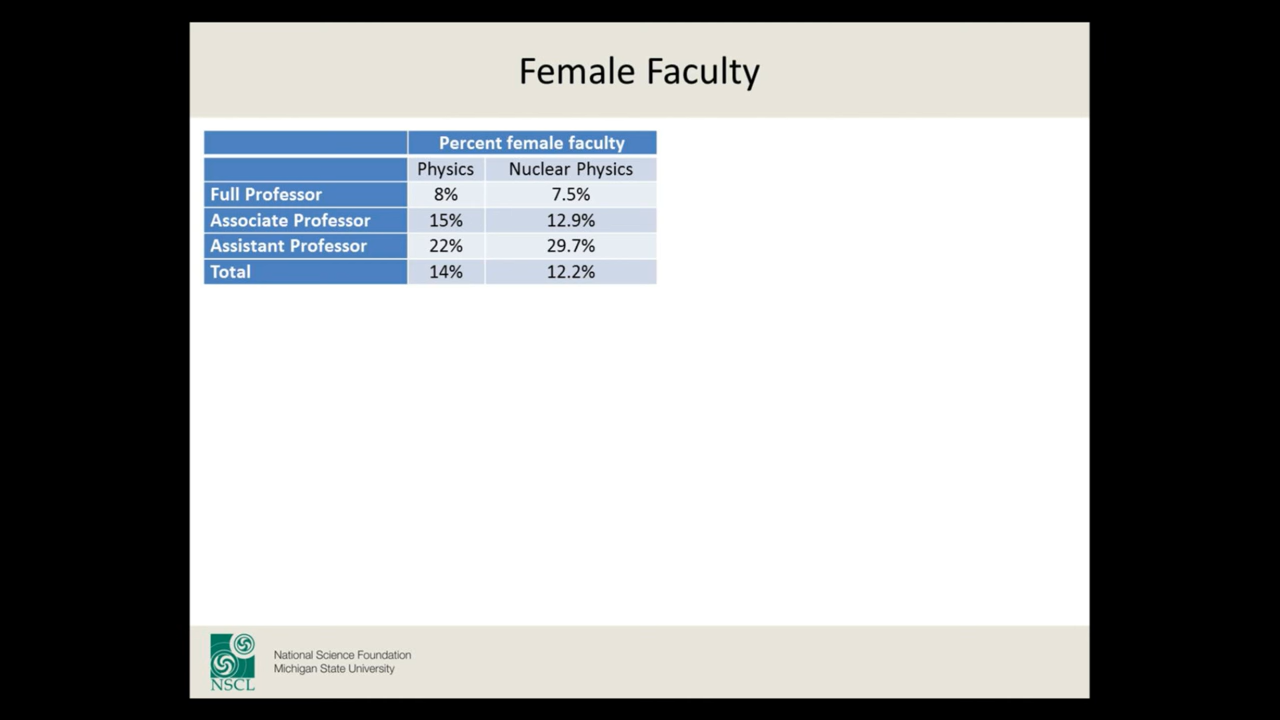 Female Faculty
Percent female faculty
Physics Nuclear Physics
Full Professor 8% 7.5%
Associate Professor 15% 12.9%
Assistant Professor 22% 29.7%
Total 14% 12.2%
National Science Foundation
Michigan State University
NSCL